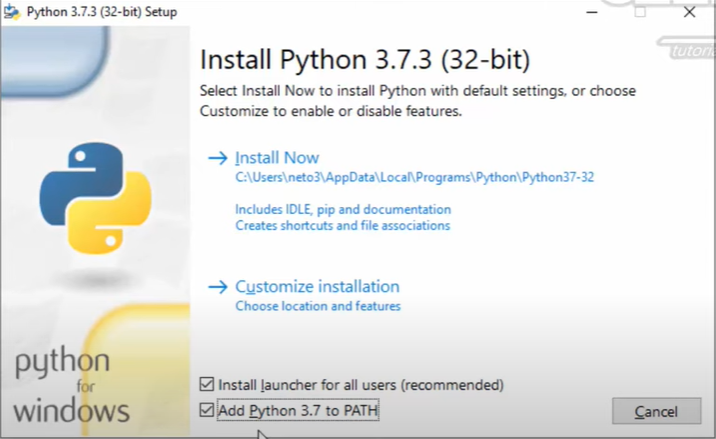 Python 3.7.3 (32-bit) Setup
tutoria
Install Python 3.7.3 (32-bit)
Select Install Now to install Python with default settings, or choose
Customize to enable or disable features.
Install Now
C:\Users\neto3\AppData\Local\Programs\Python\Python37-32
Includes IDLE, pip and documentation
Creates shortcuts and file associations
Customize installation
Choose location and features
python
for
windows
Install launcher for all users (recommended)
Add Python 3.7 to PATH
Cancel